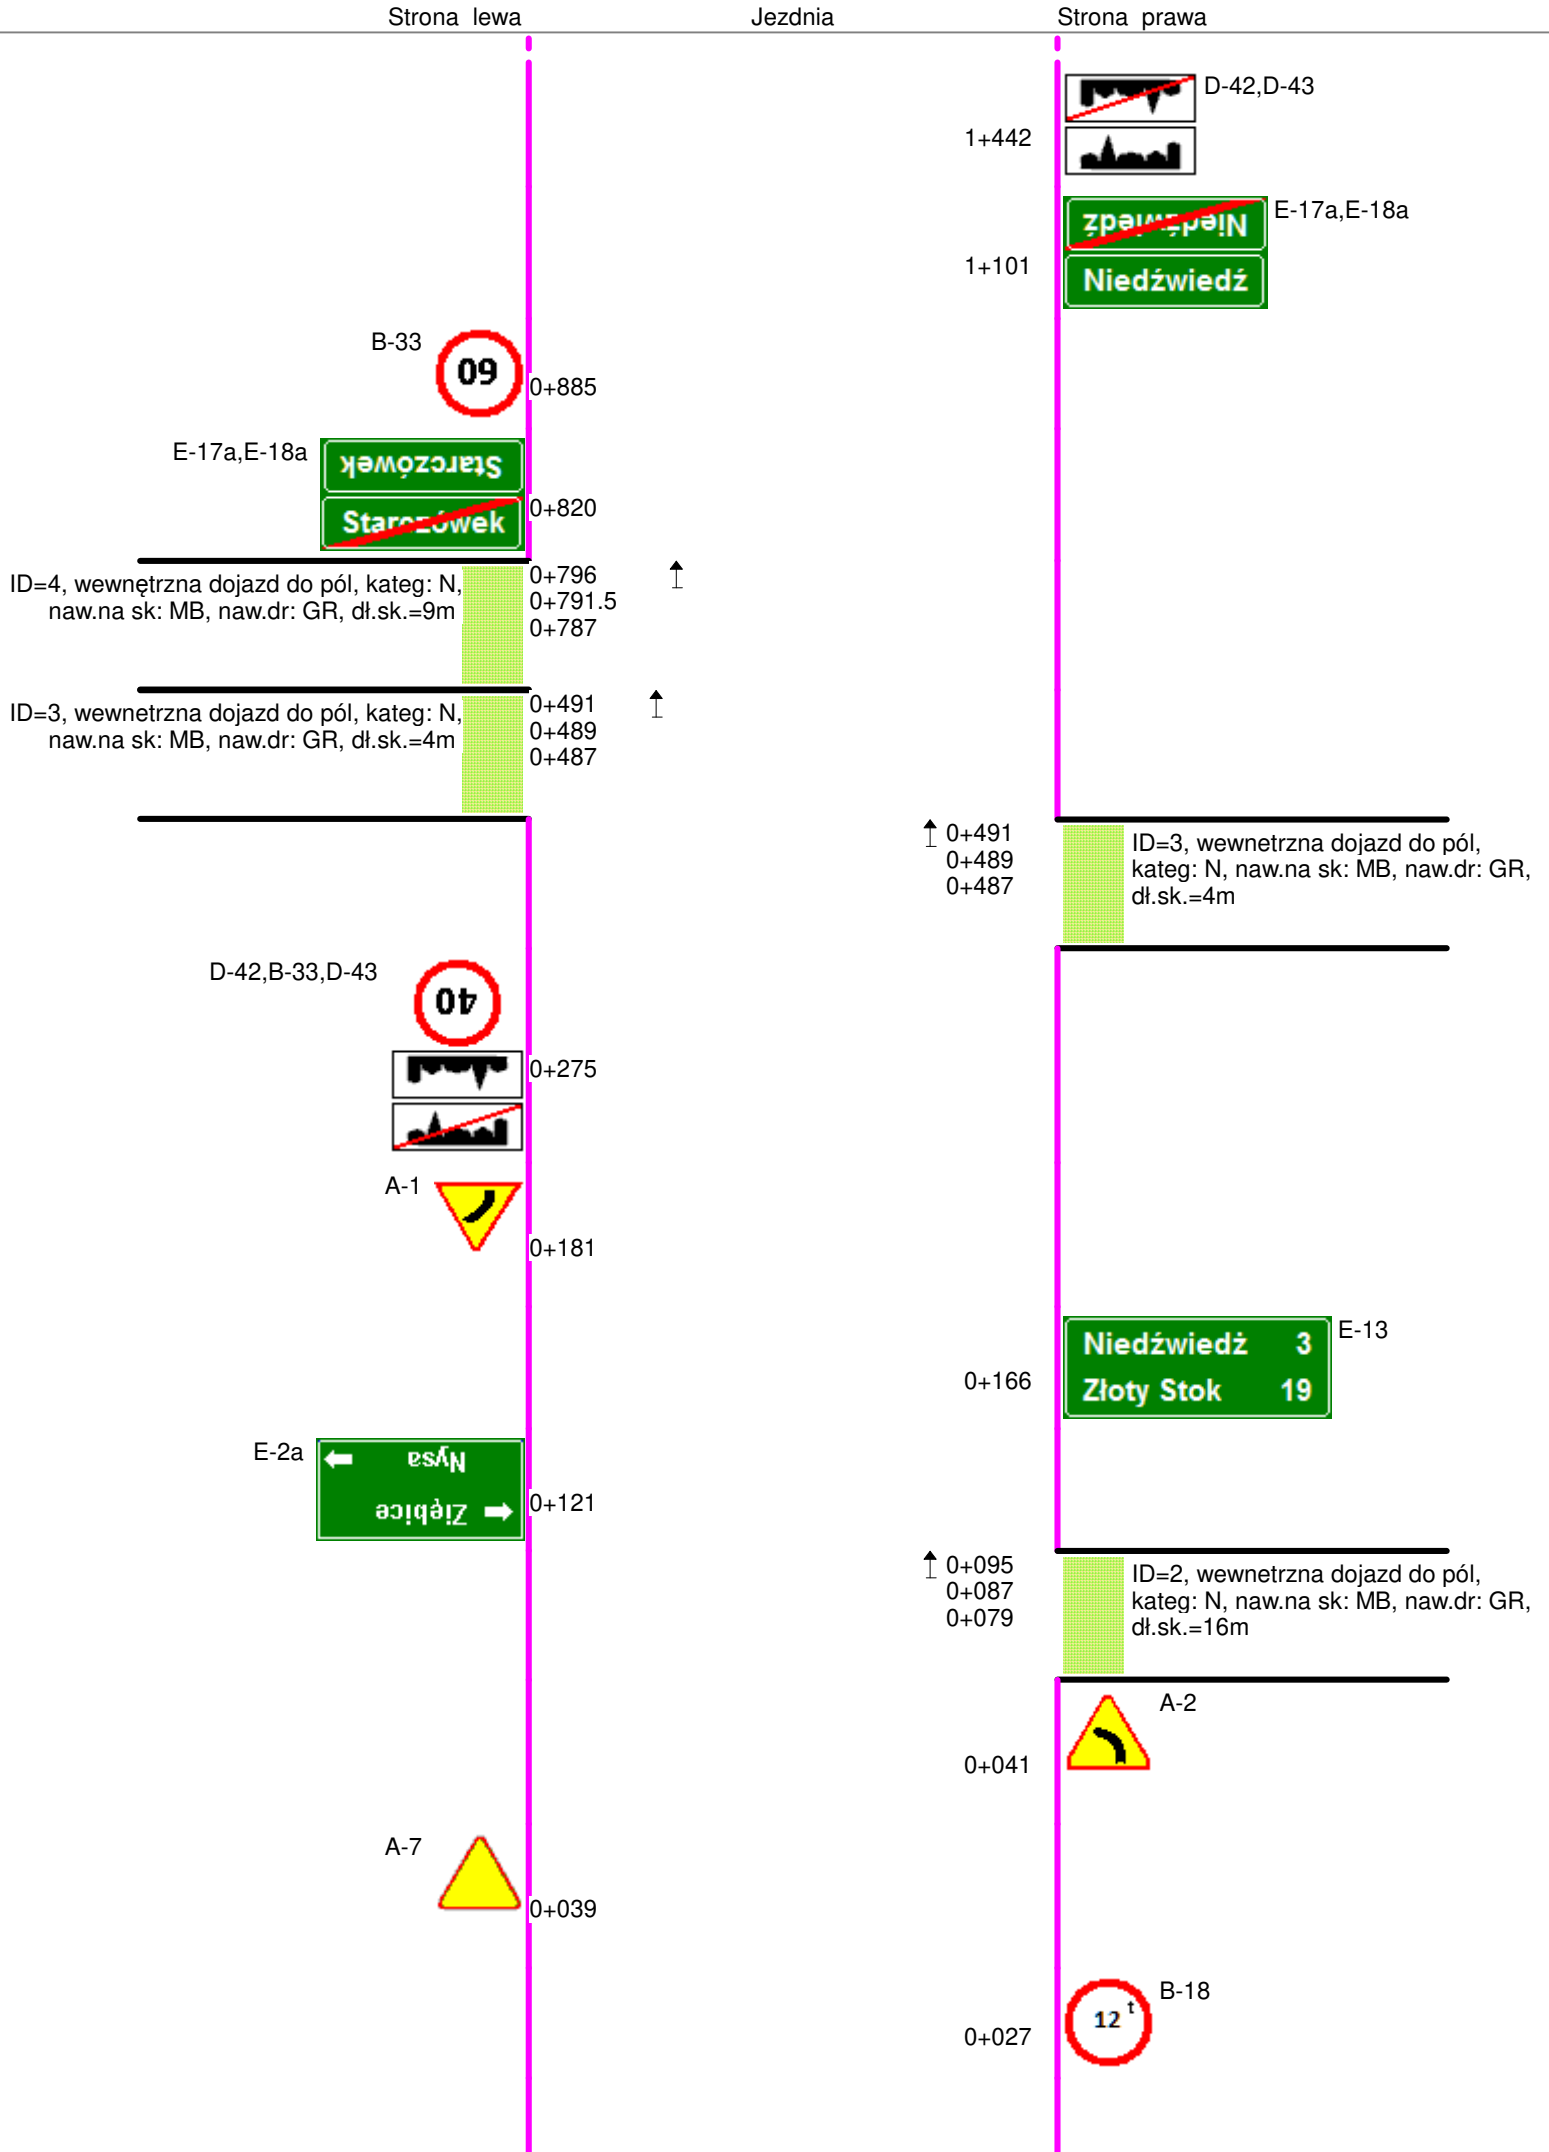 Strona lewa
Jezdnia
Strona prawa
D-42,D-43
1+442
E-17a,E-18a
Niedźwiedź
1+101
Niedźwiedź
B-33
60
0+885
E-17a,E-18a
Starczówek
0+820
Starczówek
ID=4, wewnętrzna dojazd do pól, kateg: N,
naw.na sk: MB, naw.dr: GR, dł.sk.=9m
0+796
0+791.5
0+787
ID=3, wewnetrzna dojazd do pól, kateg: N,
naw.na sk: MB, naw.dr: GR, dł.sk.=4m
0+491
0+489
0+487
0+491
0+489
0+487
ID=3, wewnetrzna dojazd do pól,
kateg: N, naw.na sk: MB, naw.dr: GR,
dł.sk.=4m
D-42,B-33,D-43
40
0+275
A-1
0+181
E-13
Niedźwiedż 3
0+166
Złoty Stok 19
E-2a
Nysa
Ziębice
0+121
0+095
0+087
0+079
ID=2, wewnetrzna dojazd do pól,
kateg: N, naw.na sk: MB, naw.dr: GR,
dł.sk.=16m
A-2
0+041
A-7
0+039
B-18
12 t
0+027